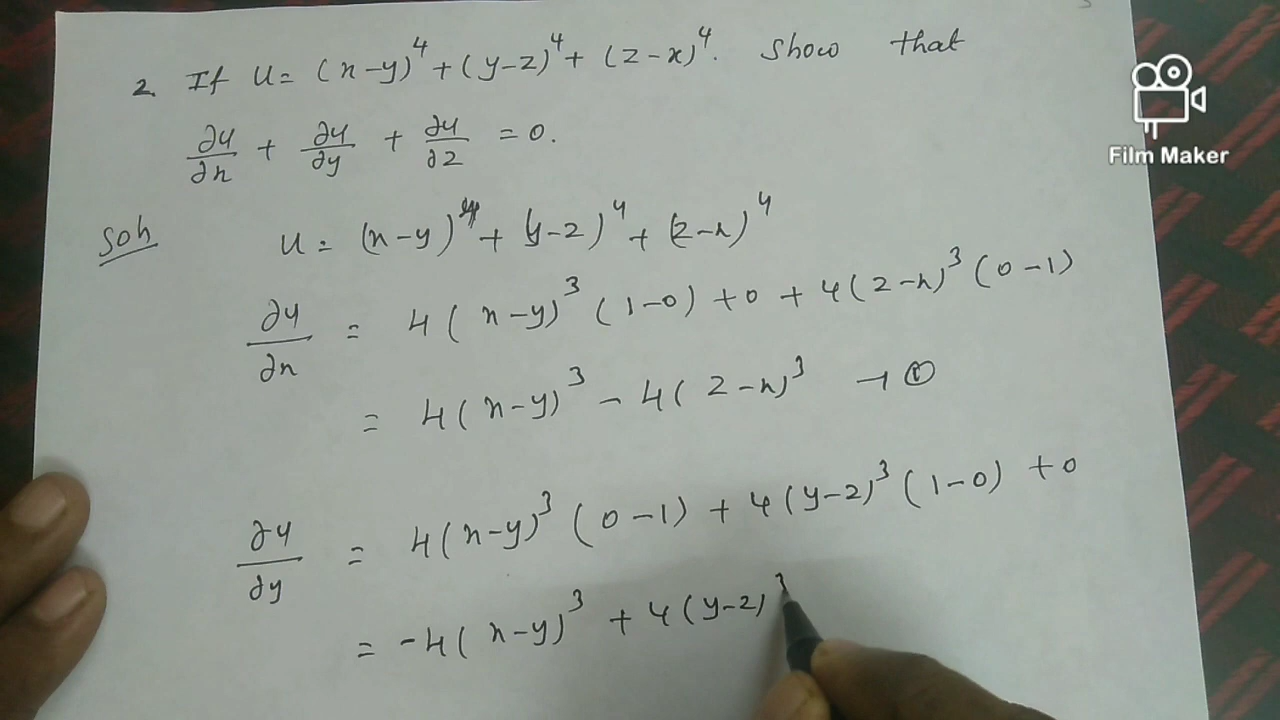 2. If u = (x-y)^4 + (y-z)^4 + (z-x)^4. Show that
∂u/∂x + ∂u/∂y + ∂u/∂z = 0.
Film Maker
Soln u = (x-y)^4 + (y-z)^4 + (z-x)^4
∂u/∂x = 4(x-y)^3 (1-0) + 0 + 4(z-x)^3 (0-1)
= 4(x-y)^3 - 4(z-x)^3 → ①
∂u/∂y = 4(x-y)^3 (0-1) + 4(y-z)^3 (1-0) + 0
= -4(x-y)^3 + 4(y-z)^3